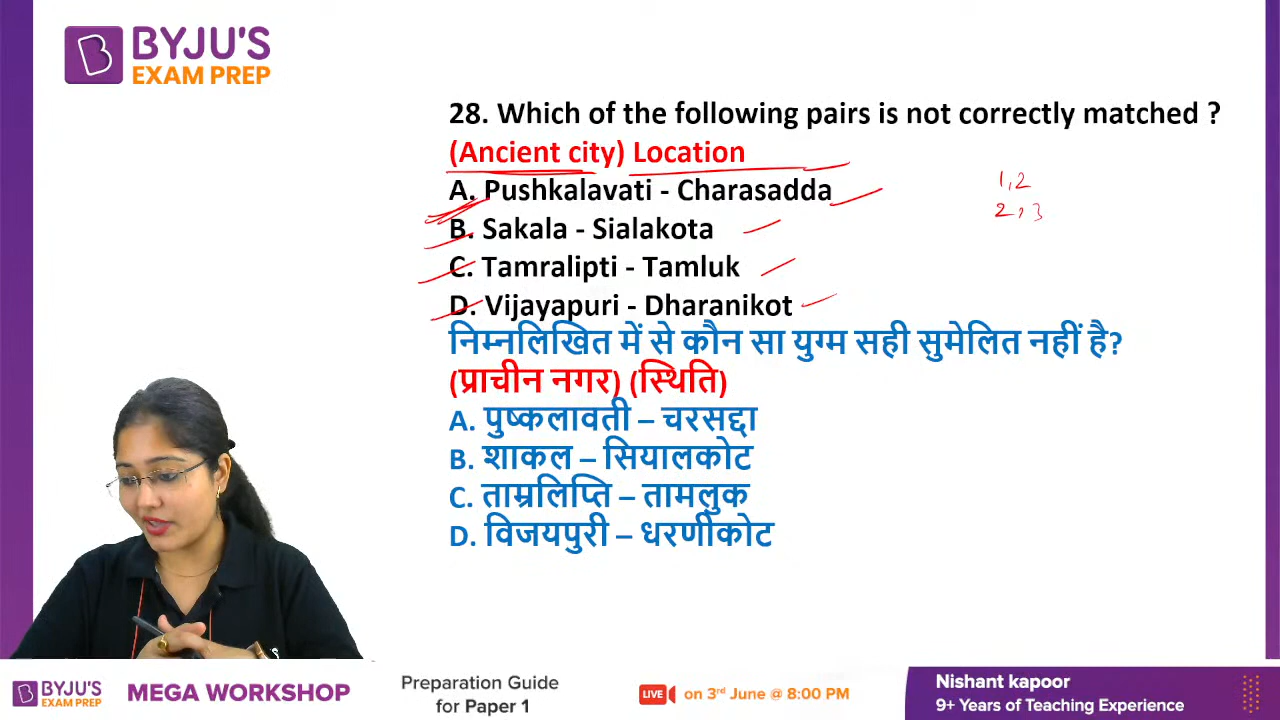 BYJU'S
EXAM PREP
28. Which of the following pairs is not correctly matched ?
(Ancient city) Location
A. Pushkalavati - Charasadda
B. Sakala - Sialakota
C. Tamralipti - Tamluk
D. Vijayapuri - Dharanikot
1,2
2,3
निम्नलिखित में से कौन सा युग्म सही सुमेलित नहीं है?
(प्राचीन नगर) (स्थिति)
A. पुष्कलावती – चरसद्दा
B. शाकल – सियालकोट
C. ताम्रलिप्ति – तामलुक
D. विजयपुरी – धरणीकोट
BYJU'S
EXAM PREP
MEGA WORKSHOP
Preparation Guide
for Paper 1
LIVE on 3rd June @ 8:00 PM
Nishant kapoor
9+ Years of Teaching Experience